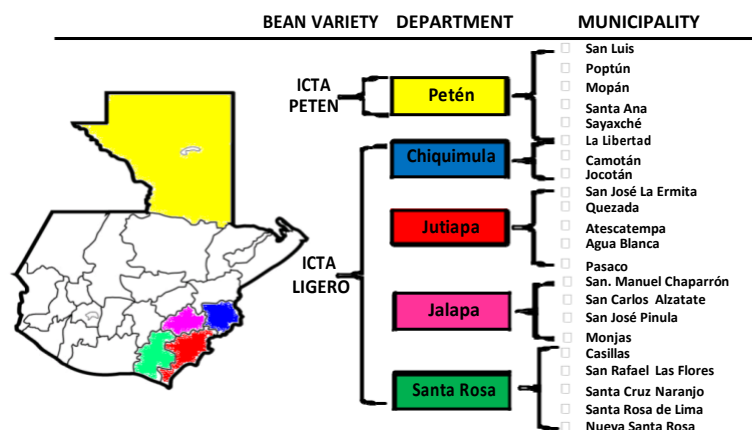 BEAN VARIETY DEPARTMENT MUNICIPALITY
ICTA
PETEN
Petén
San Luis
Poptún
Mopán
Santa Ana
Sayaxché
La Libertad
ICTA
LIGERO
Chiquimula
Camotán
Jocotán
San José La Ermita
Jutiapa
Quezada
Atescatempa
Agua Blanca
Pasaco
Jalapa
San. Manuel Chaparrón
San Carlos Alzatate
San José Pinula
Monjas
Santa Rosa
Casillas
San Rafael Las Flores
Santa Cruz Naranjo
Santa Rosa de Lima
Nueva Santa Rosa